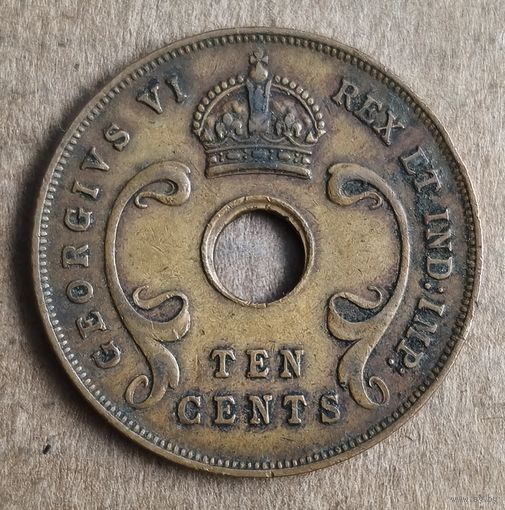 GEORGIVS VI REX ET IND:IMP:
TEN
CENTS